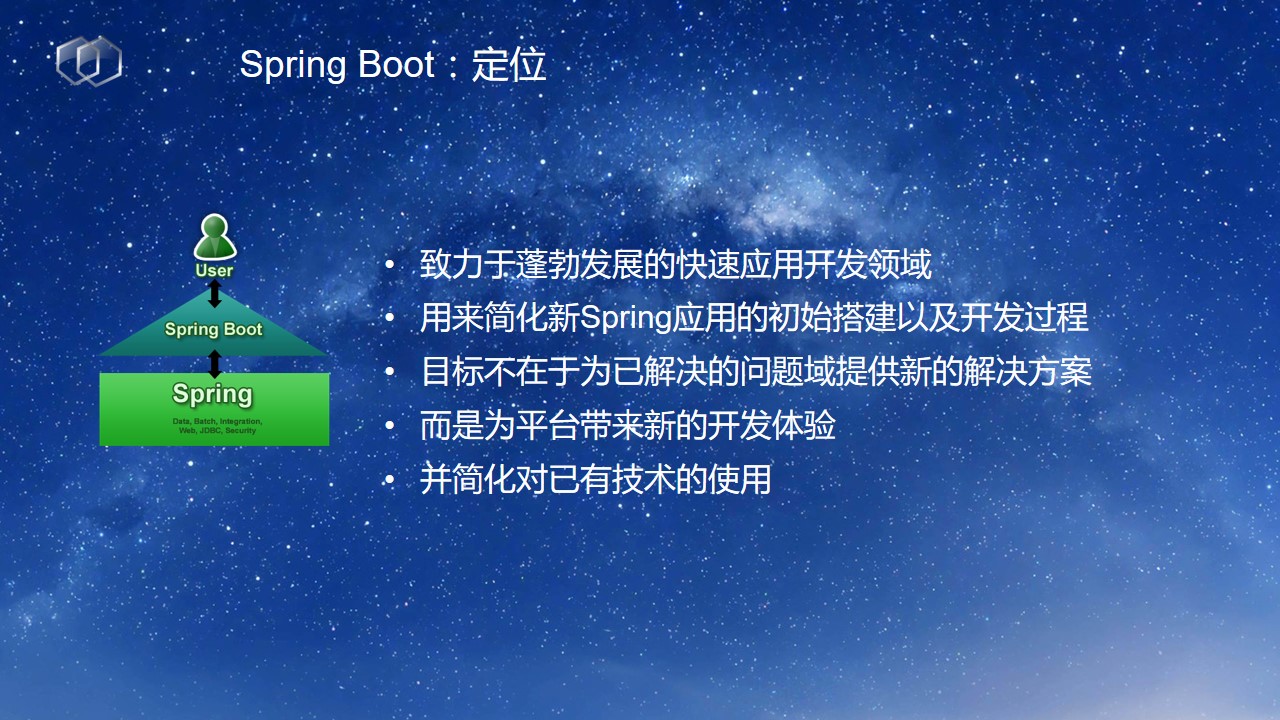 Spring Boot：定位
User
Spring Boot
Spring
Data, Batch, Integration,
Web, JDBC, Security
• 致力于蓬勃发展的快速应用开发领域
• 用来简化新Spring应用的初始搭建以及开发过程
• 目标不在于为已解决的问题域提供新的解决方案
• 而是为平台带来新的开发体验
• 并简化对已有技术的使用